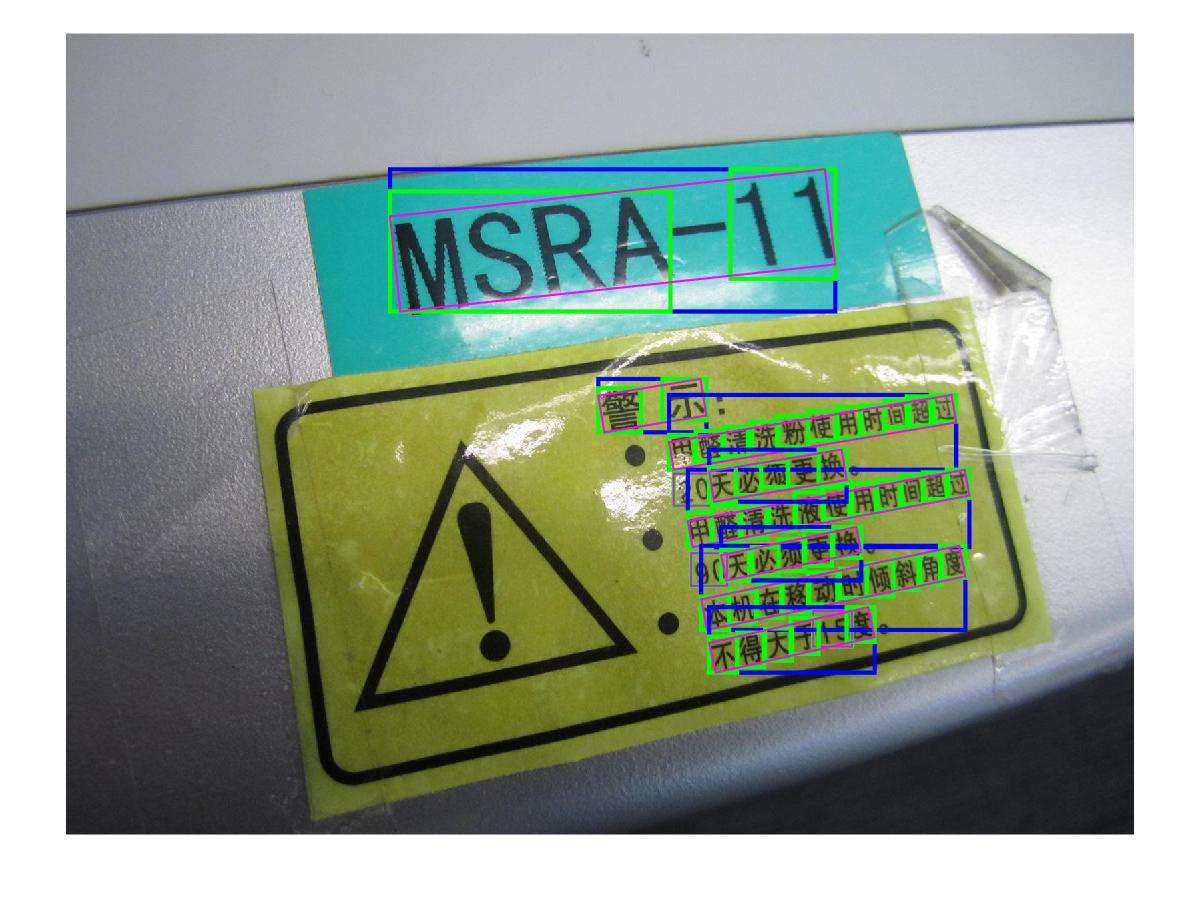 MSRA-11
警 示:
甲醛清洗粉使用时间超过
20天必须更换。
甲醛清洗液使用时间超过
90天必须更换。
本机在移动时倾斜角度
不得大于15度。